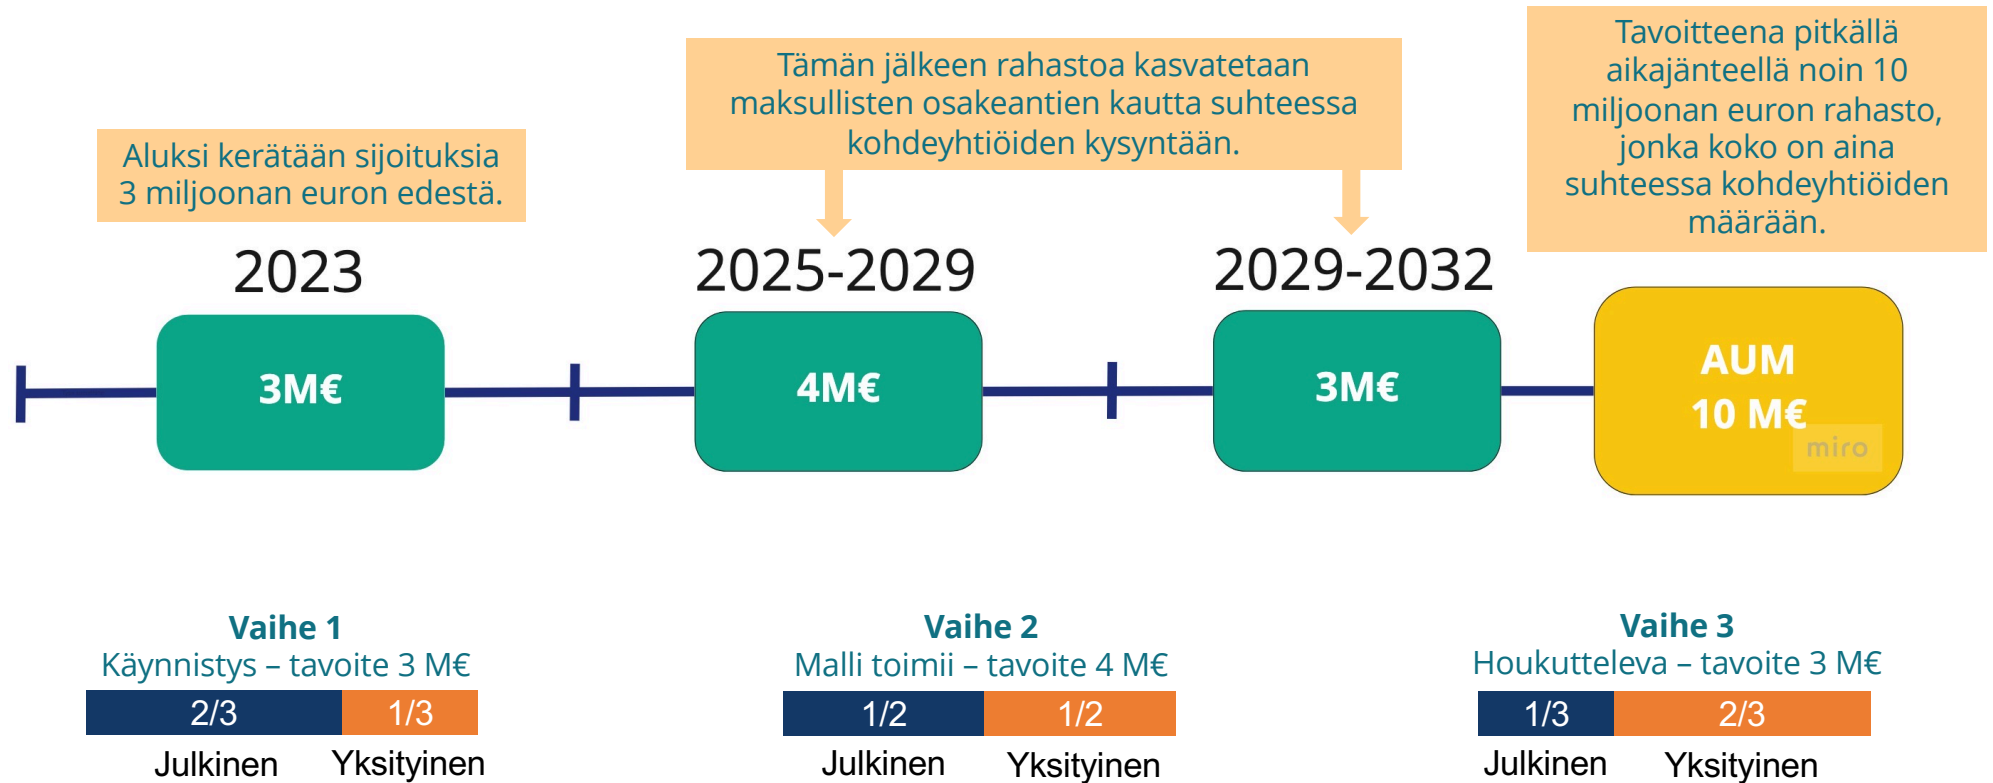 Aluksi kerätään sijoituksia
3 miljoonan euron edestä.
Tämän jälkeen rahastoa kasvatetaan
maksullisten osakeantien kautta suhteessa
kohdeyhtiöiden kysyntään.
Tavoitteena pitkällä
aikajänteellä noin 10
miljoonan euron rahasto,
jonka koko on aina
suhteessa kohdeyhtiöiden
määrään.
2023
2025-2029
2029-2032
3M€
4M€
3M€
AUM
10 M€
miro
Vaihe 1
Käynnistys – tavoite 3 M€
2/3 1/3
Julkinen Yksityinen
Vaihe 2
Malli toimii – tavoite 4 M€
1/2 1/2
Julkinen Yksityinen
Vaihe 3
Houkutteleva – tavoite 3 M€
1/3 2/3
Julkinen Yksityinen